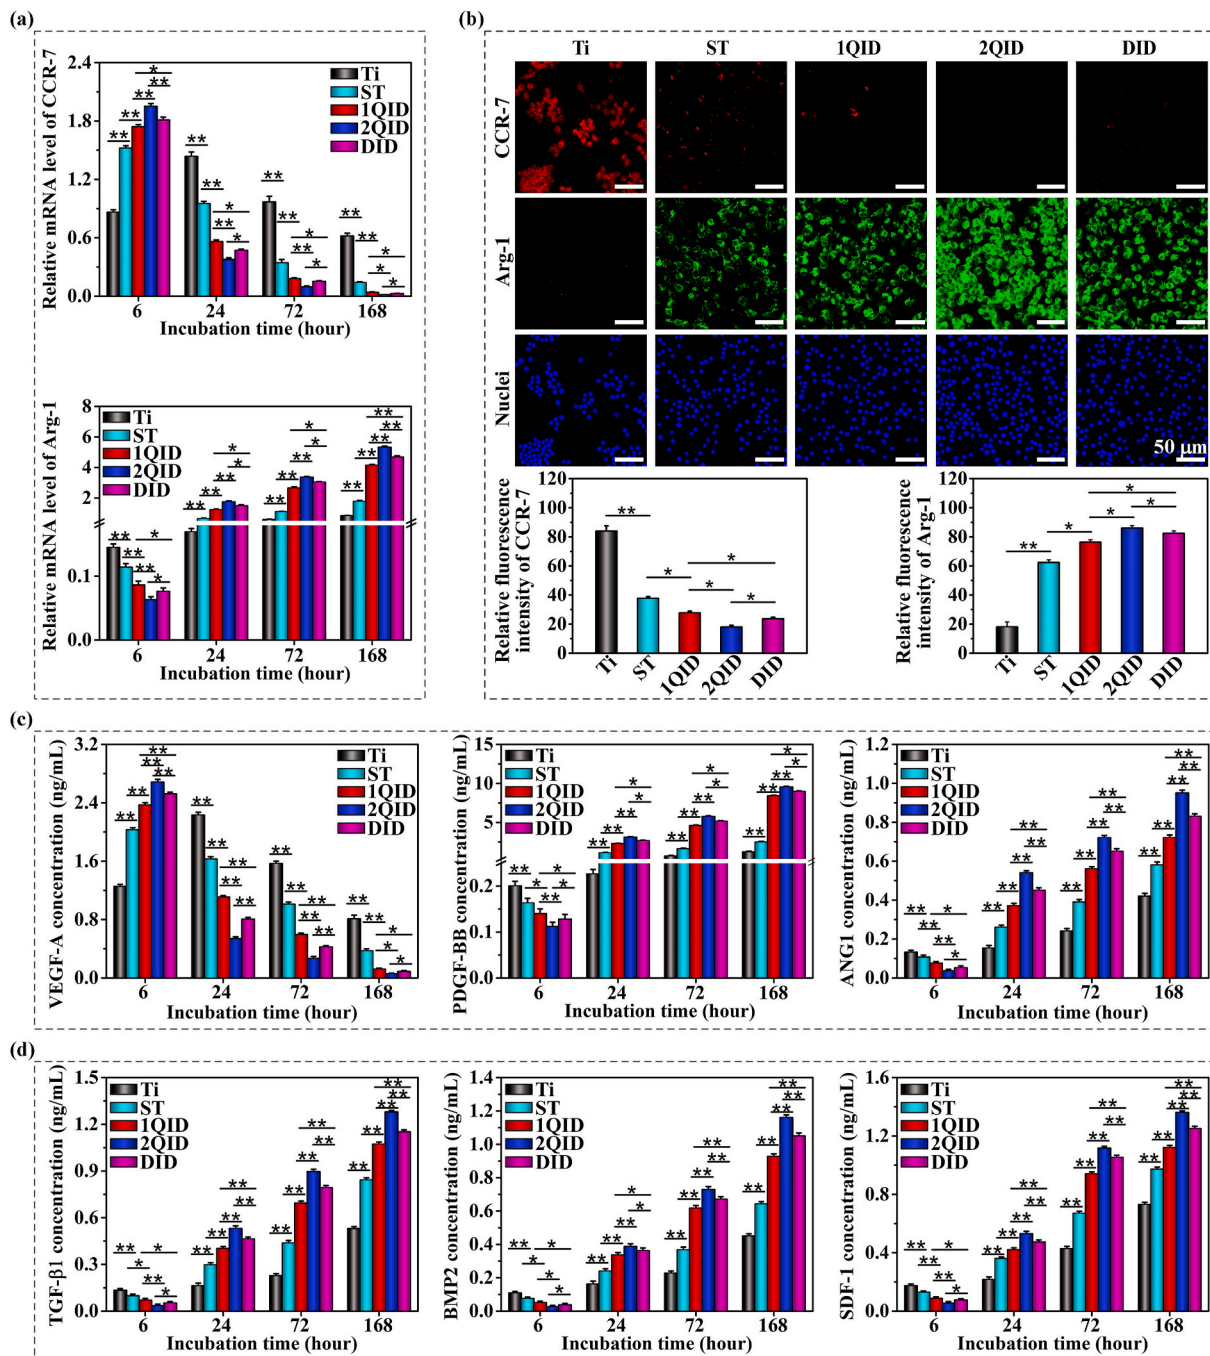 (a)
Relative mRNA level of CCR-7
2.4
1.8
1.2
0.6
0.0
Ti
ST
1QID
2QID
DID
** ** ** ** *
** ** ** * *
** ** ** * *
** ** * * *
6 24 72 168
Incubation time (hour)
Relative mRNA level of Arg-1
8
6
4
2
0.1
0
Ti
ST
1QID
2QID
DID
** ** ** * *
** ** ** * *
** ** ** * *
** ** ** ** **
6 24 72 168
Incubation time (hour)
(b)
Ti ST 1QID 2QID DID
CCR-7
Arg-1
Nuclei
50 μm
Relative fluorescence
intensity of CCR-7
120
100
80
60
40
20
0
** * * * *
Ti ST 1QID 2QID DID
Relative fluorescence
intensity of Arg-1
120
100
80
60
40
20
0
** * * * *
Ti ST 1QID 2QID DID
(c)
VEGF-A concentration (ng/mL)
3.2
2.4
1.6
0.8
0.0
Ti
ST
1QID
2QID
DID
** ** ** ** **
** ** ** ** **
** ** ** ** **
** ** * * *
6 24 72 168
Incubation time (hour)
PDGF-BB concentration (ng/mL)
15
10
5
0.2
0.1
0.0
Ti
ST
1QID
2QID
DID
** * ** * *
** ** ** * *
** ** ** * *
** ** ** * *
6 24 72 168
Incubation time (hour)
ANG1 concentration (ng/mL)
1.2
1.0
0.8
0.6
0.4
0.2
0.0
Ti
ST
1QID
2QID
DID
** ** ** * *
** ** ** ** **
** ** ** ** **
** ** ** ** **
6 24 72 168
Incubation time (hour)
(d)
TGF-β1 concentration (ng/mL)
1.5
1.2
0.9
0.6
0.3
0.0
Ti
ST
1QID
2QID
DID
** * ** * *
** ** ** ** **
** ** ** ** **
** ** ** ** **
6 24 72 168
Incubation time (hour)
BMP2 concentration (ng/mL)
1.4
1.2
1.0
0.8
0.6
0.4
0.2
0.0
Ti
ST
1QID
2QID
DID
** * * * *
** ** ** * *
** ** ** ** **
** ** ** ** **
6 24 72 168
Incubation time (hour)
SDF-1 concentration (ng/mL)
1.6
1.2
0.8
0.4
0.0
Ti
ST
1QID
2QID
DID
** ** ** * *
** ** ** ** **
** ** ** ** **
** ** ** ** **
6 24 72 168
Incubation time (hour)